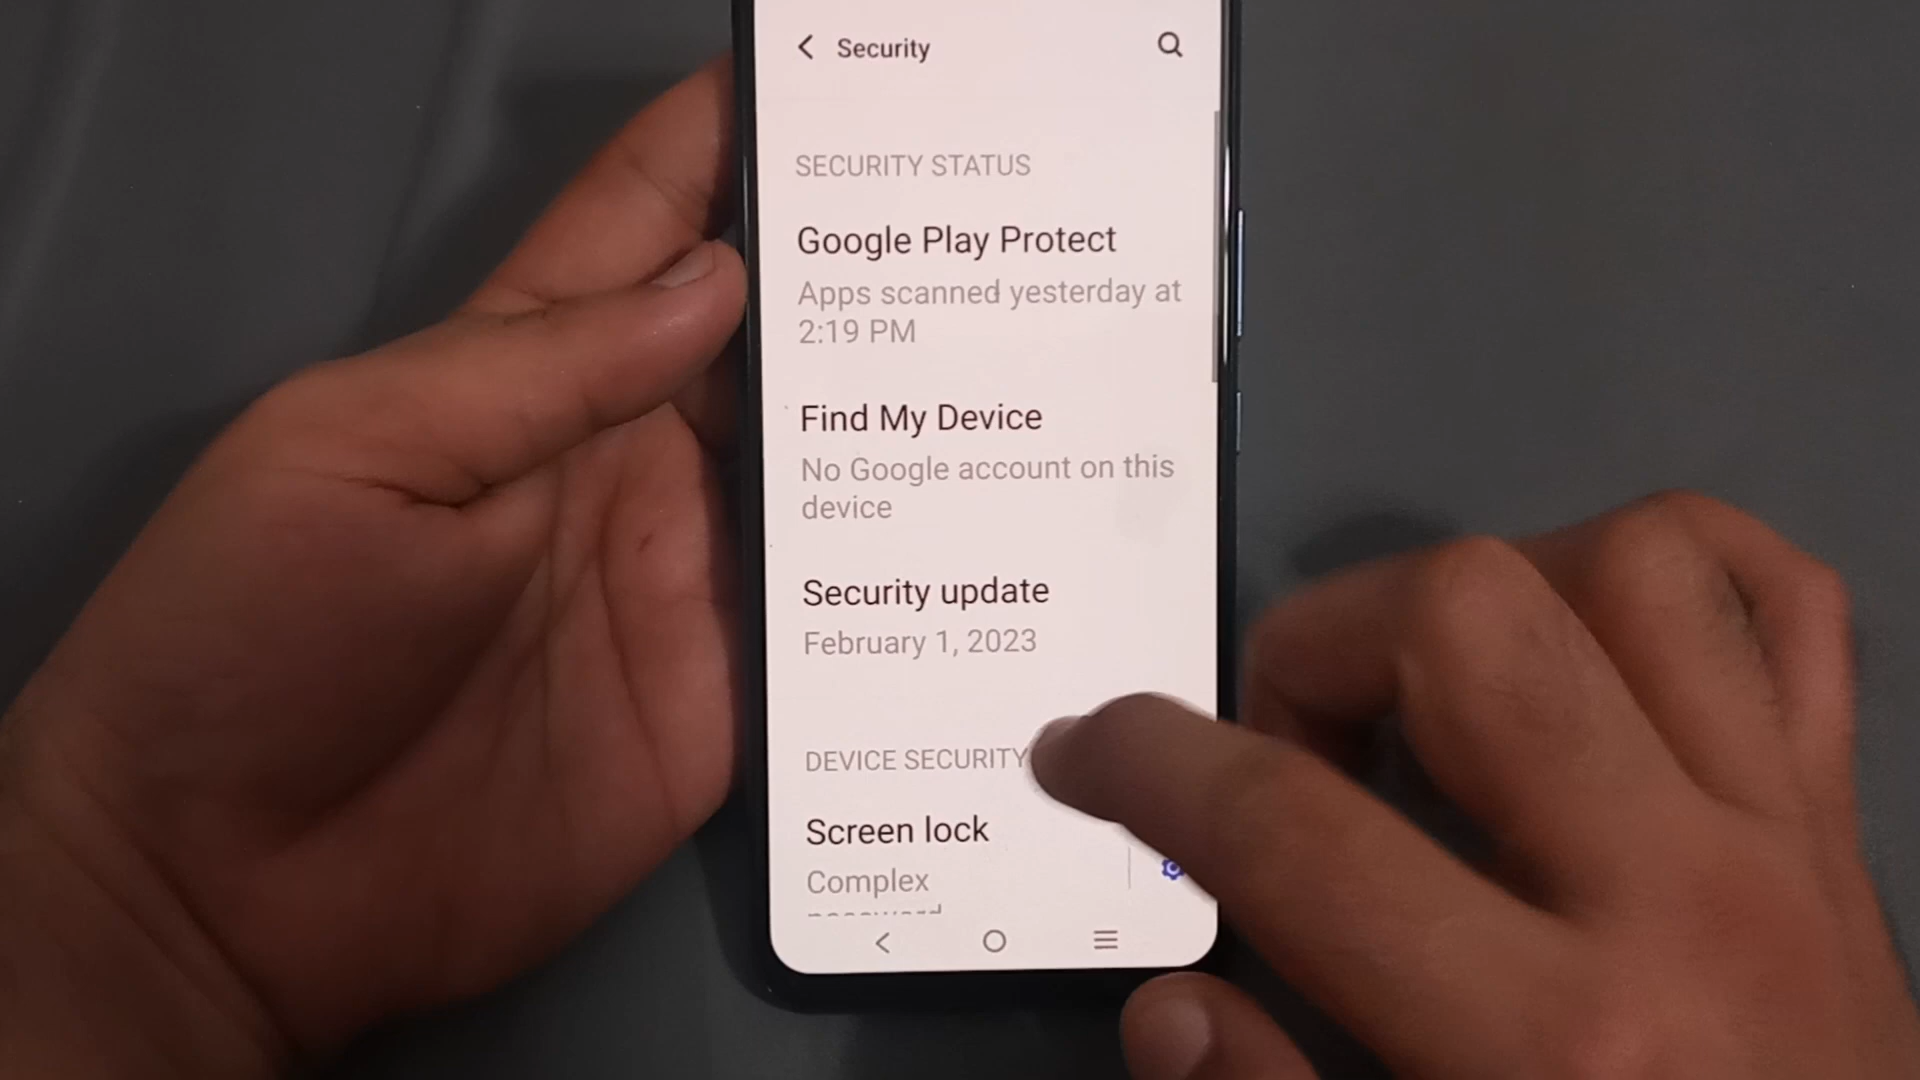 Security
SECURITY STATUS
Google Play Protect
Apps scanned yesterday at
2:19 PM
Find My Device
No Google account on this
device
Security update
February 1, 2023
DEVICE SECURITY
Screen lock
Complex